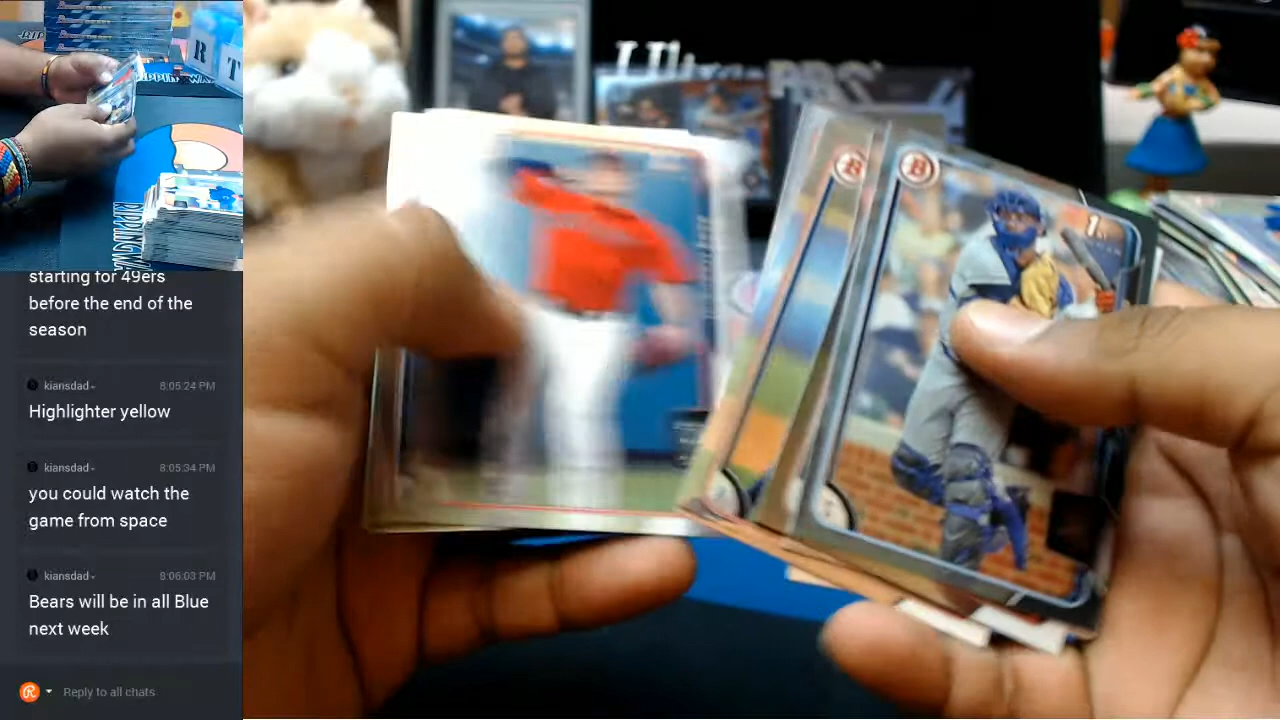 R T
RIPPINGWA
starting for 49ers
before the end of the
season
kiansdad
8:05:24 PM
Highlighter yellow
kiansdad
8:05:34 PM
you could watch the
game from space
kiansdad
8:06:03 PM
Bears will be in all Blue
next week
Reply to all chats
B
B
1